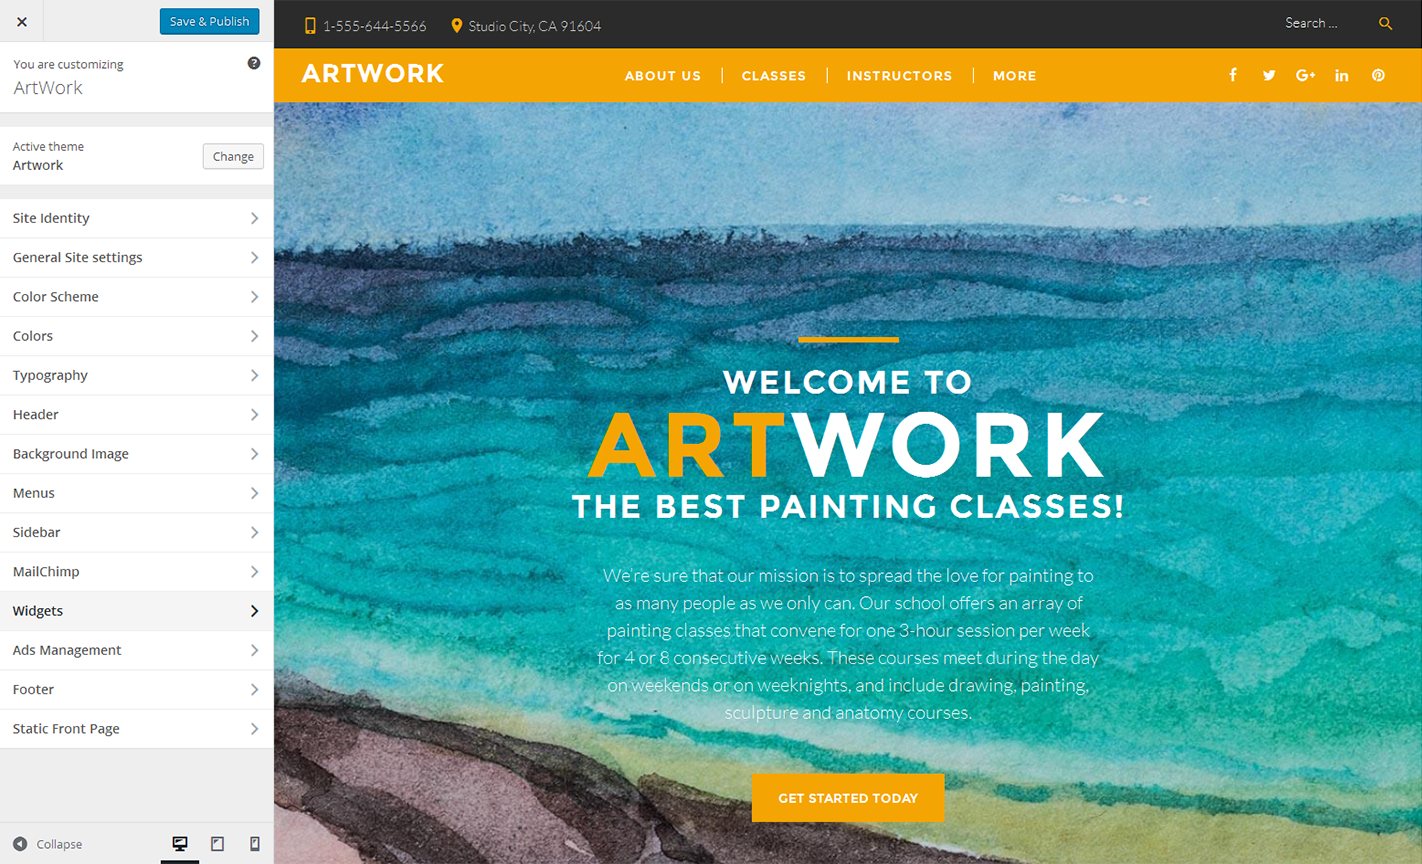 Save & Publish
You are customizing
ArtWork
Active theme
Artwork
Change
Site Identity
General Site settings
Color Scheme
Colors
Typography
Header
Background Image
Menus
Sidebar
MailChimp
Widgets
Ads Management
Footer
Static Front Page
Collapse
1-555-644-5566
Studio City, CA 91604
Search ...
ARTWORK
ABOUT US
CLASSES
INSTRUCTORS
MORE
WELCOME TO
ARTWORK
THE BEST PAINTING CLASSES!
We're sure that our mission is to spread the love for painting to
as many people as we only can. Our school offers an array of
painting classes that convene for one 3-hour session per week
for 4 or 8 consecutive weeks. These courses meet during the day
on weekends or on weeknights, and include drawing, painting,
sculpture and anatomy courses.
GET STARTED TODAY